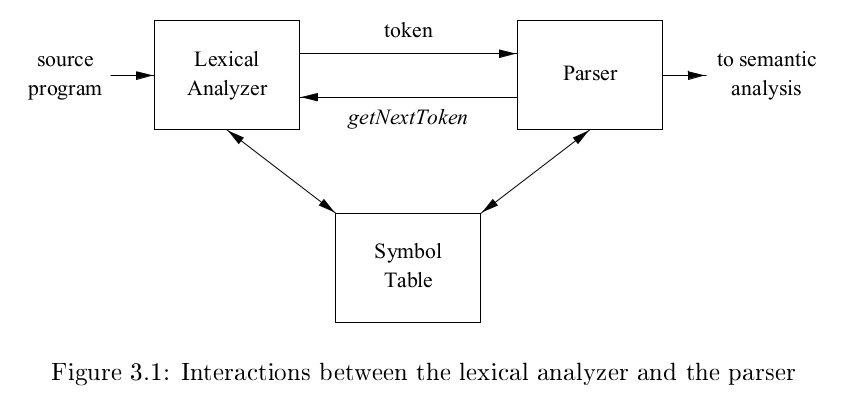 source
program
Lexical
Analyzer
token
getNextToken
Parser
to semantic
analysis
Symbol
Table
Figure 3.1: Interactions between the lexical analyzer and the parser